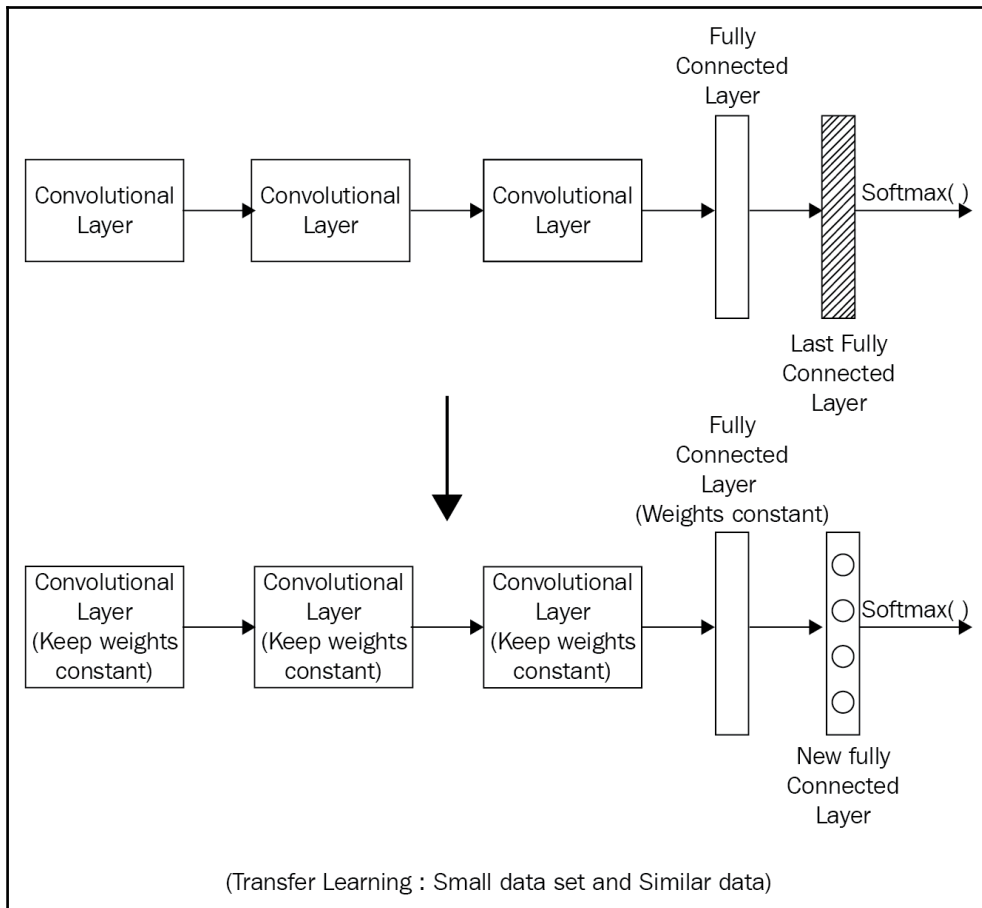 Fully
Connected
Layer
Convolutional
Layer
Convolutional
Layer
Convolutional
Layer
Softmax( )
Last Fully
Connected
Layer
Fully
Connected
Layer
(Weights constant)
Convolutional
Layer
(Keep weights
constant)
Convolutional
Layer
(Keep weights
constant)
Convolutional
Layer
(Keep weights
constant)
Softmax( )
New fully
Connected
Layer
(Transfer Learning : Small data set and Similar data)